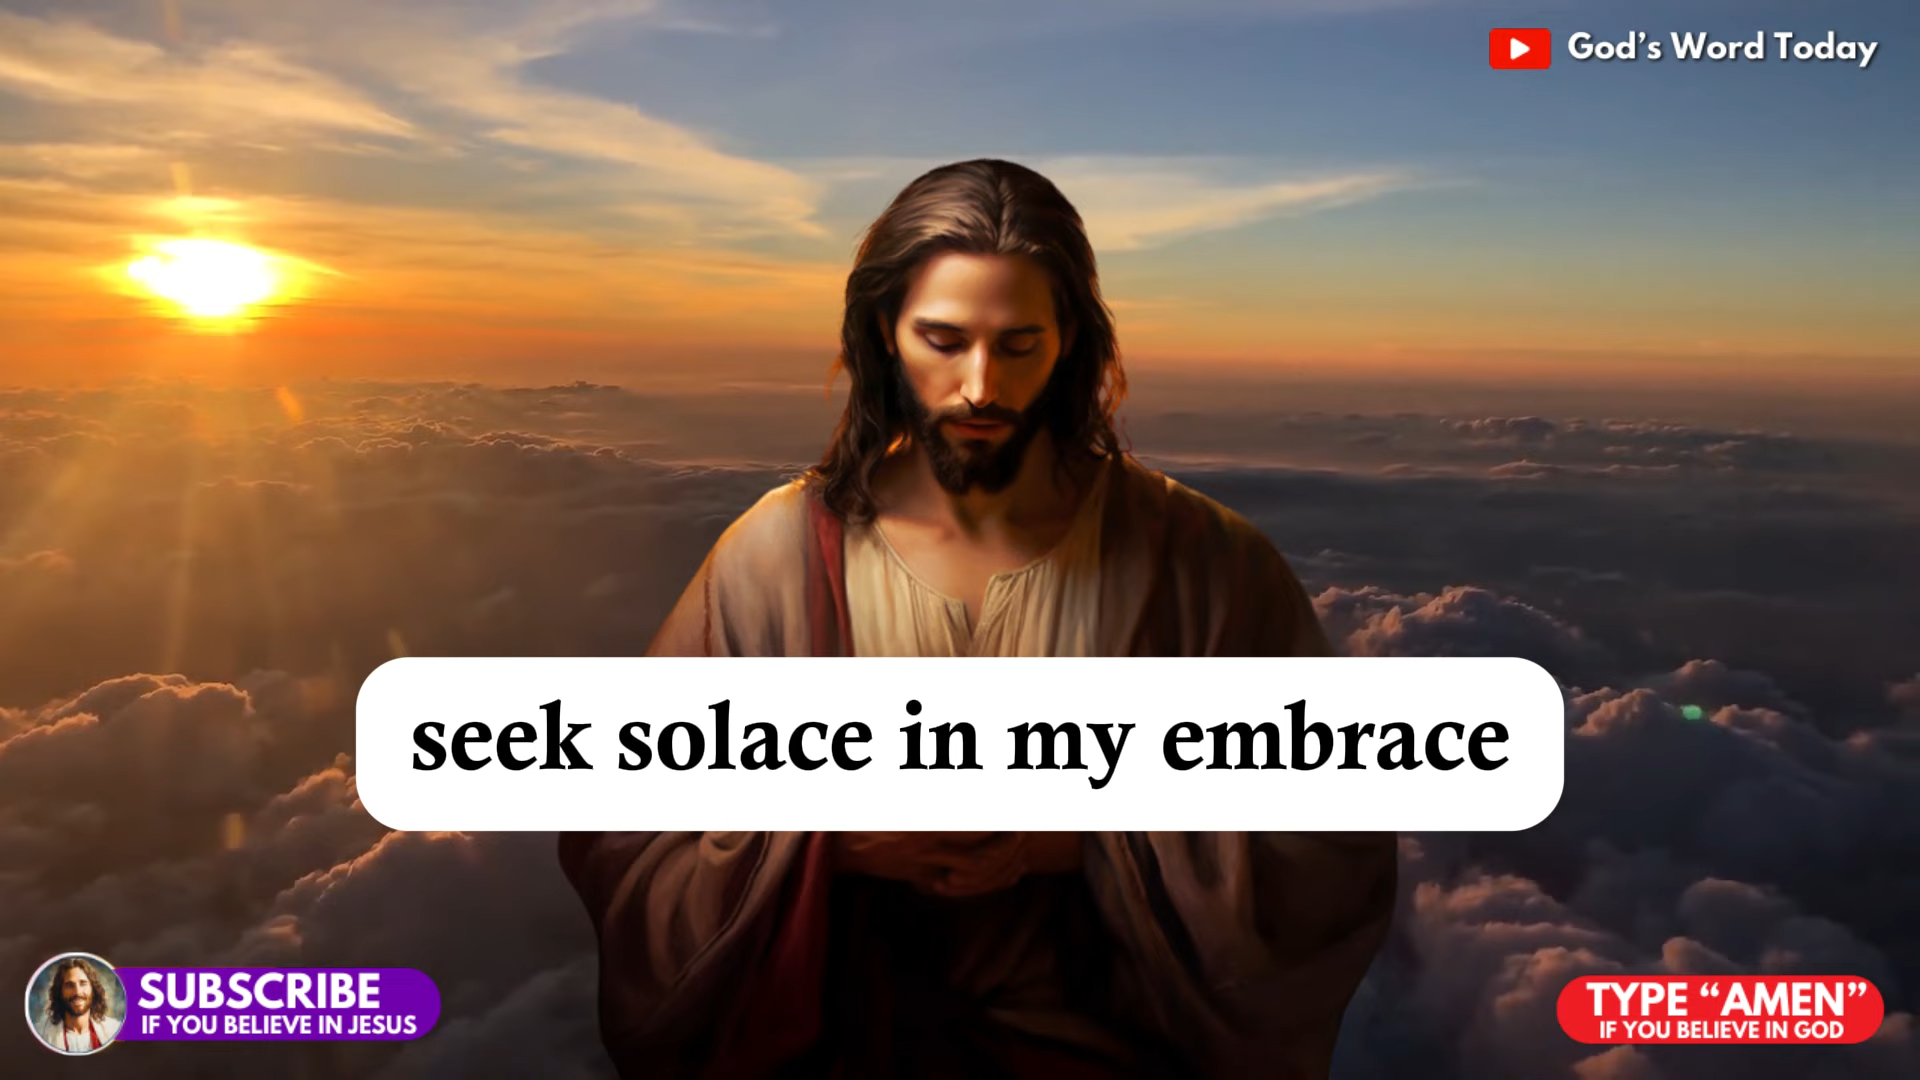 God’s Word Today
seek solace in my embrace
SUBSCRIBE
IF YOU BELIEVE IN JESUS
TYPE “AMEN”
IF YOU BELIEVE IN GOD